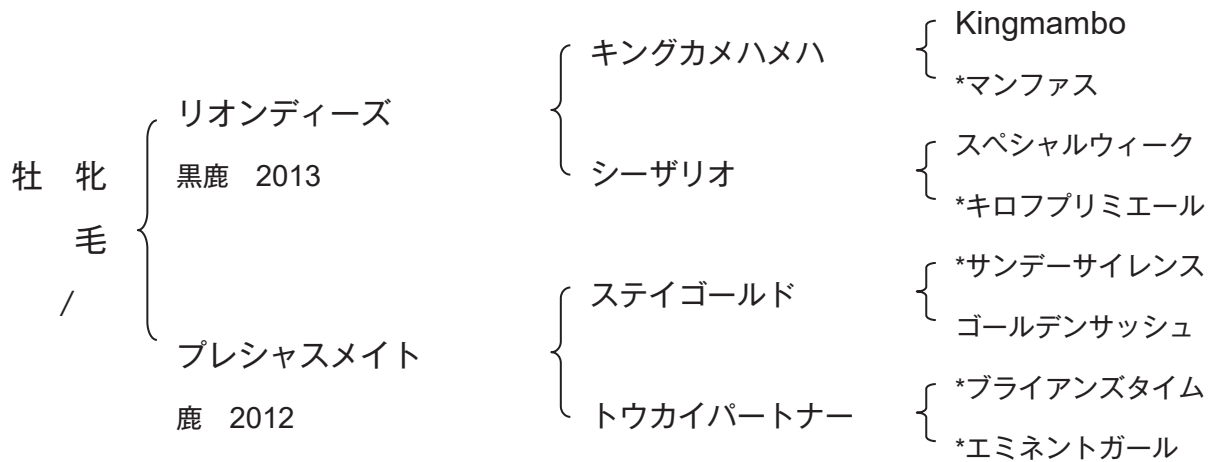 牡 牝
毛
/
リオンディーズ
黒鹿 2013
プレシャスメイト
鹿 2012
キングカメハメハ
シーザリオ
ステイゴールド
トウカイパートナー
Kingmambo
*マンファス
スペシャルウィーク
*キロフプリミエール
*サンデーサイレンス
ゴールデンサッシュ
*ブライアンズタイム
*エミネントガール